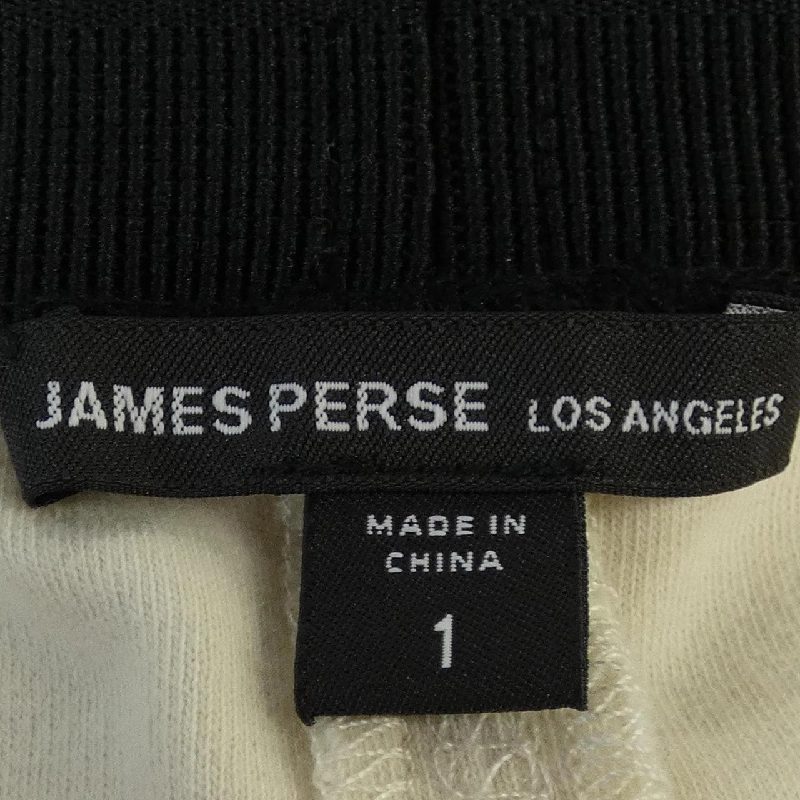 JAMES PERSE LOS ANGELES
MADE IN
CHINA
1